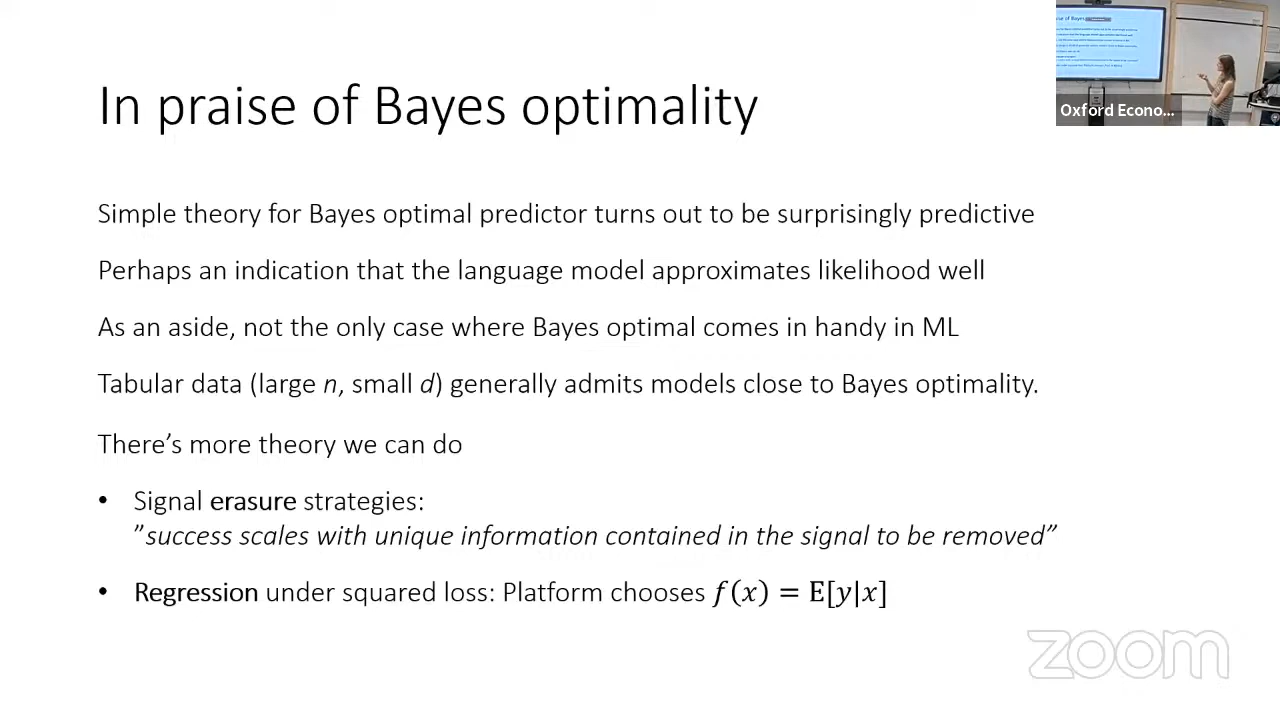 In praise of Bayes optimality
Oxford Econo...
Simple theory for Bayes optimal predictor turns out to be surprisingly predictive
Perhaps an indication that the language model approximates likelihood well
As an aside, not the only case where Bayes optimal comes in handy in ML
Tabular data (large n, small d) generally admits models close to Bayes optimality.
There’s more theory we can do
• Signal erasure strategies:
”success scales with unique information contained in the signal to be removed”
• Regression under squared loss: Platform chooses f(x) = E[y|x]
zoom